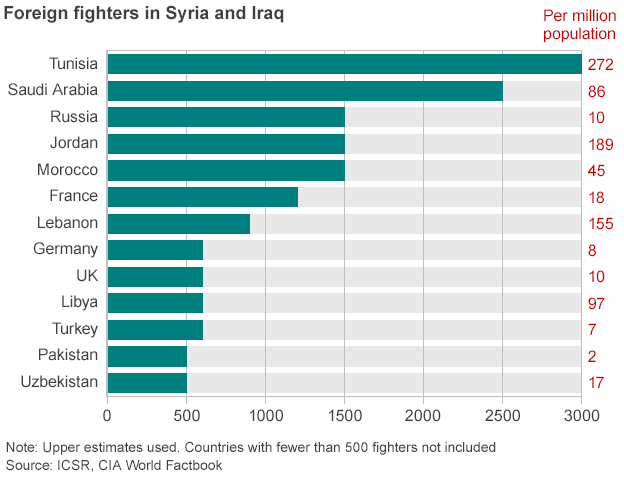 Foreign fighters in Syria and Iraq
Per million
population
Tunisia 272
Saudi Arabia 86
Russia 10
Jordan 189
Morocco 45
France 18
Lebanon 155
Germany 8
UK 10
Libya 97
Turkey 7
Pakistan 2
Uzbekistan 17
0 500 1000 1500 2000 2500 3000
Note: Upper estimates used. Countries with fewer than 500 fighters not included
Source: ICSR, CIA World Factbook